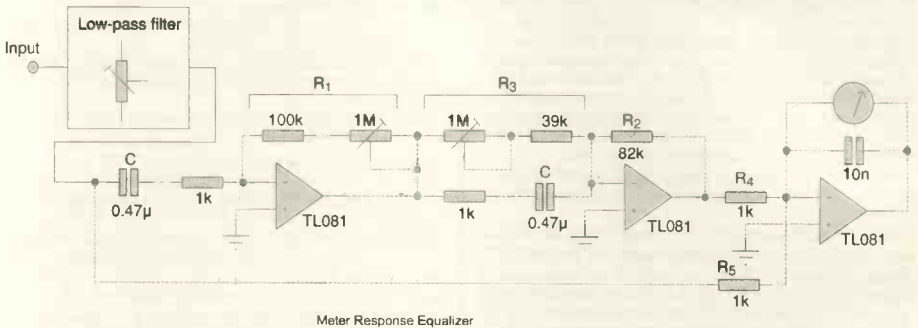 Low-pass filter
Input
R1
R3
100k
1M
1M
39k
R2
82k
C
0.47µ
1k
TL081
1k
C
0.47µ
TL081
R4
1k
10n
TL081
R5
1k
Meter Response Equalizer